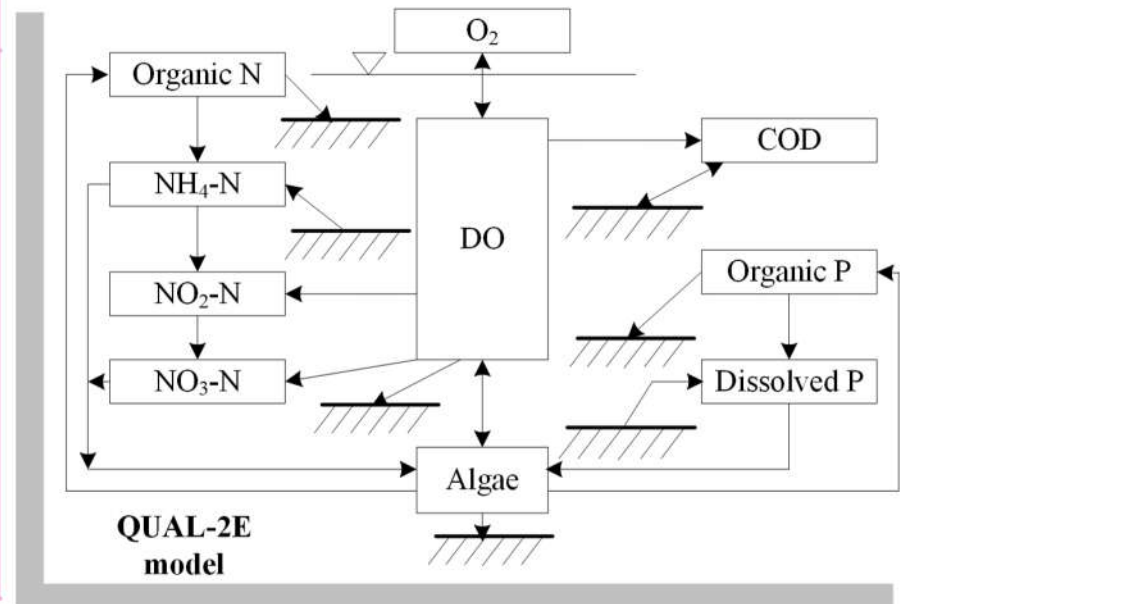 O₂
Organic N
COD
NH₄-N
DO
Organic P
NO₂-N
NO₃-N
Dissolved P
Algae
QUAL-2E
model